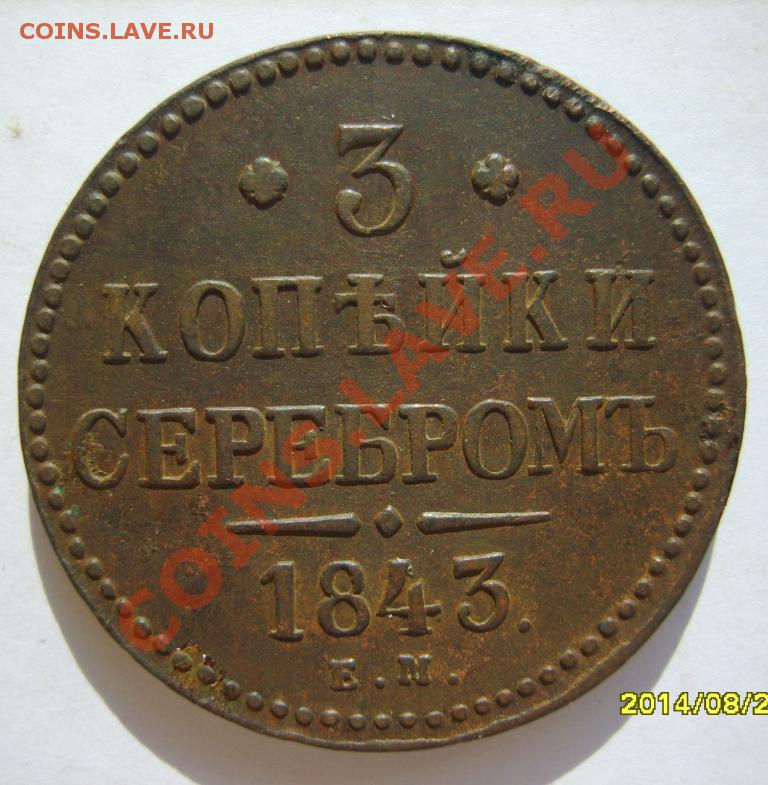 COINS.LAVE.RU
3
КОПѢЙКИ
СЕРЕБРОМЪ
1843.
Е.М.
COINS.LAVE.RU
2014/08/2